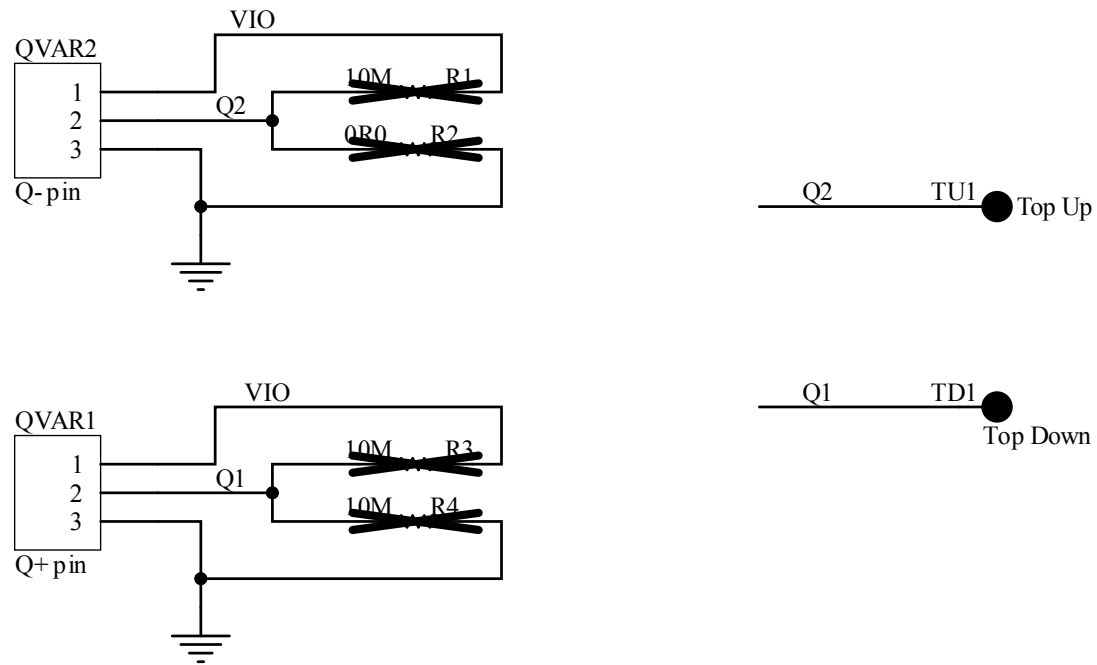 VIO
QVAR2
1
2
3
Q2
10M R1
0R0 R2
Q-pin
Q2 TU1 Top Up
VIO
QVAR1
1
2
3
Q1
10M R3
10M R4
Q+pin
Q1 TD1
Top Down